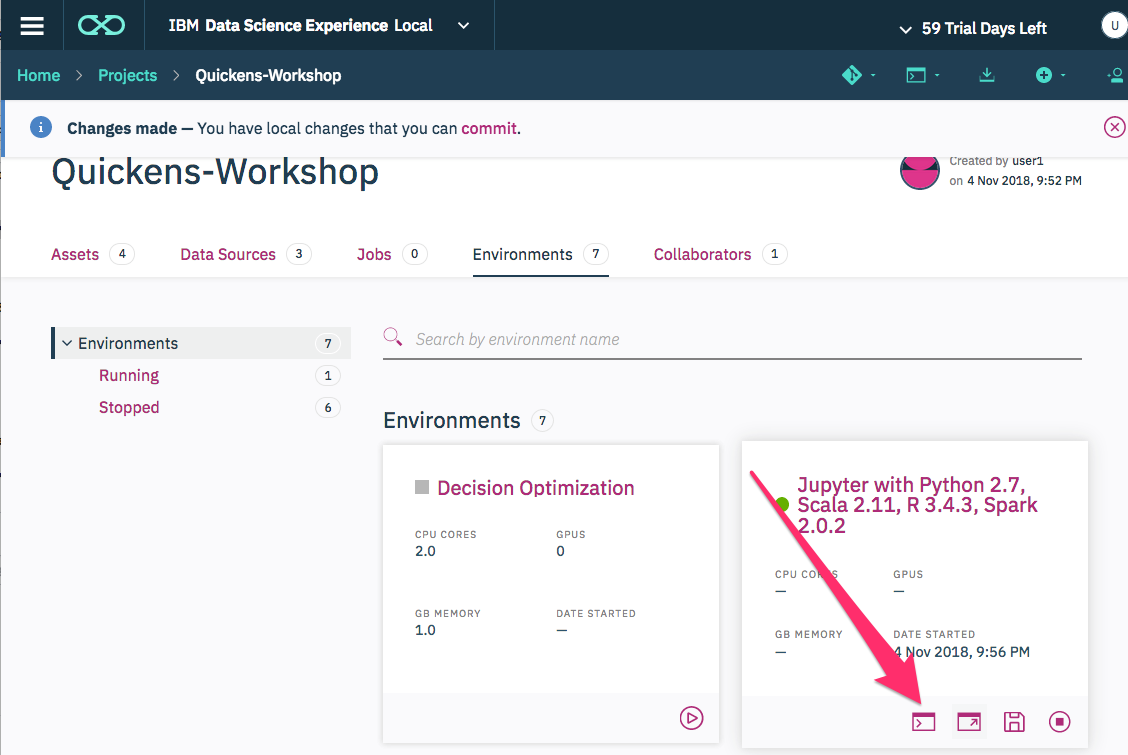 IBM Data Science Experience Local
59 Trial Days Left
U
Home > Projects > Quickens-Workshop
Changes made — You have local changes that you can commit.
Quickens-Workshop
Created by user1
on 4 Nov 2018, 9:52 PM
Assets 4 Data Sources 3 Jobs 0 Environments 7 Collaborators 1
Environments 7
Running 1
Stopped 6
Search by environment name
Environments 7
Decision Optimization
CPU CORES GPUS
2.0 0
GB MEMORY DATE STARTED
1.0 —
Jupyter with Python 2.7,
Scala 2.11, R 3.4.3, Spark
2.0.2
CPU CORES GPUS
— —
GB MEMORY DATE STARTED
— 4 Nov 2018, 9:56 PM